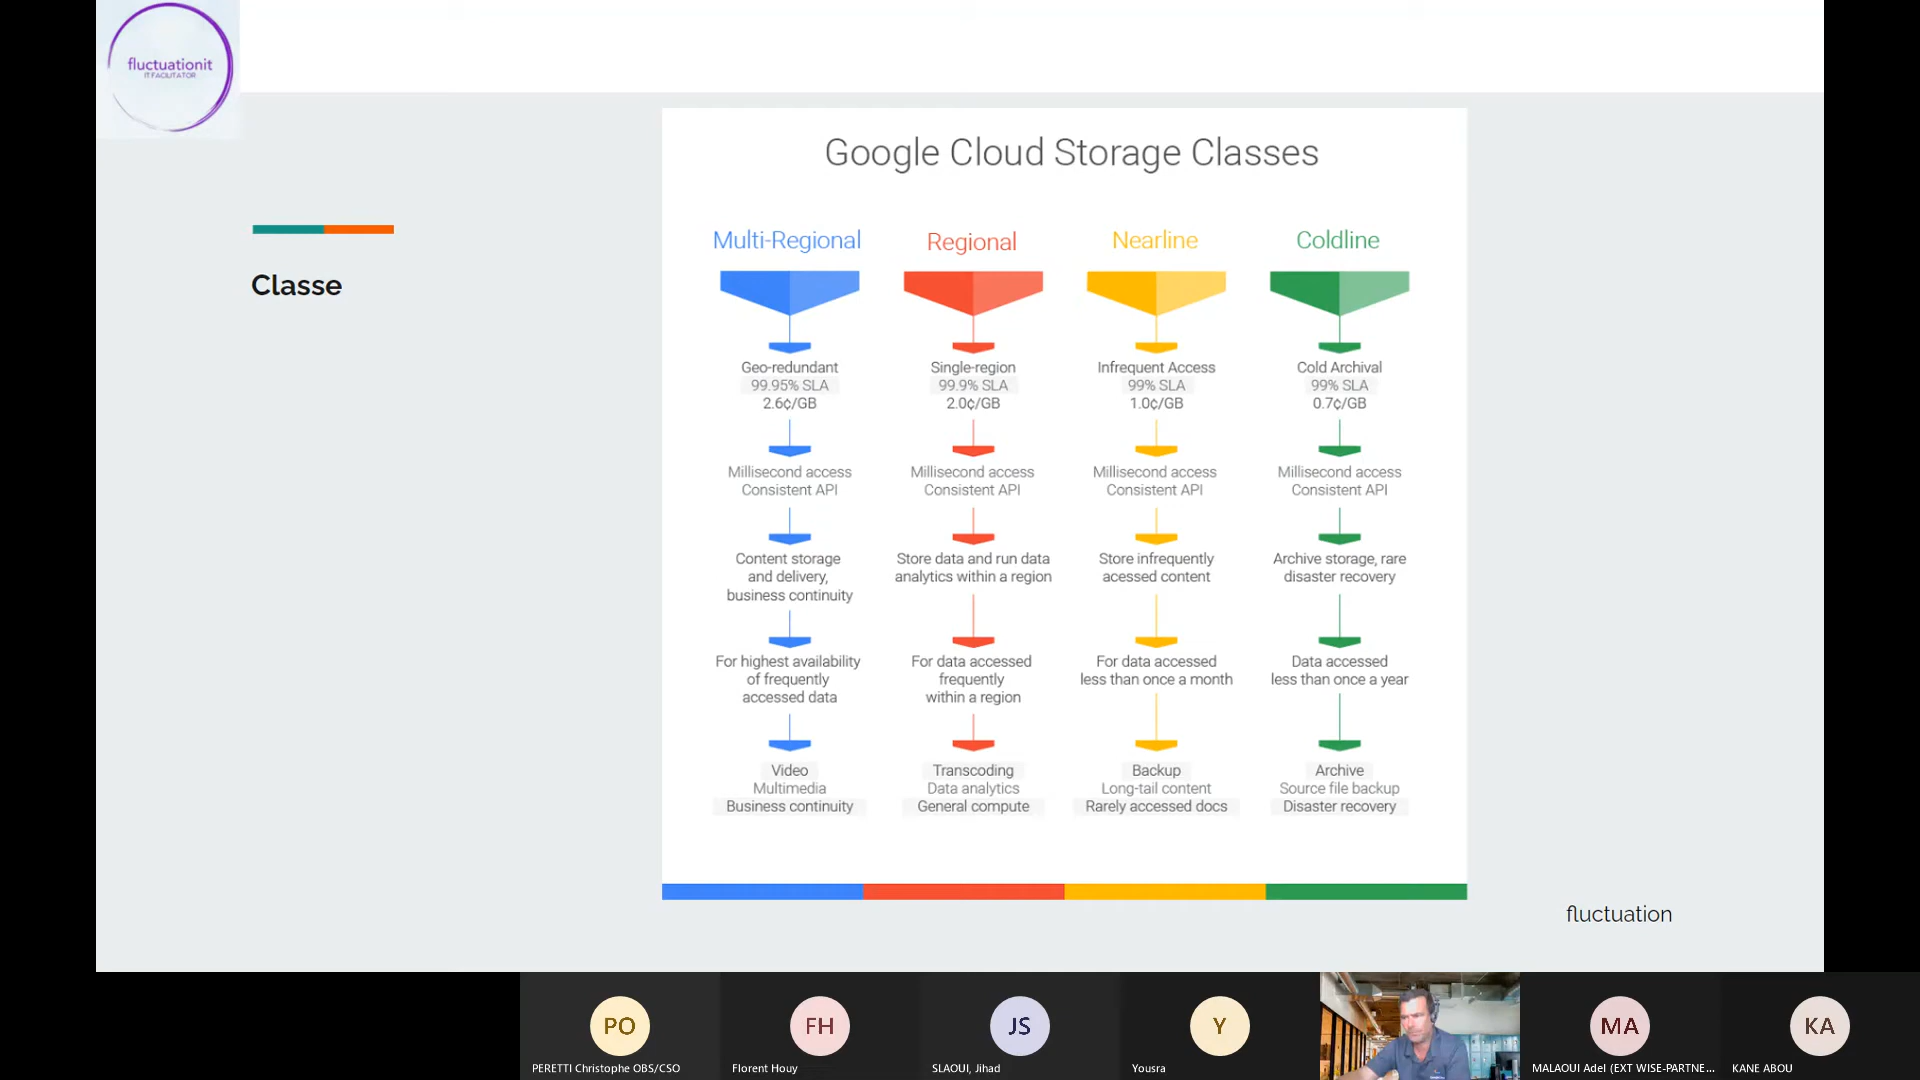 fluctuationit
IT FACILITATOR
Classe
Google Cloud Storage Classes
Multi-Regional
Geo-redundant
99.95% SLA
2.6¢/GB
Millisecond access
Consistent API
Content storage
and delivery,
business continuity
For highest availability
of frequently
accessed data
Video
Multimedia
Business continuity
Regional
Single-region
99.9% SLA
2.0¢/GB
Millisecond access
Consistent API
Store data and run data
analytics within a region
For data accessed
frequently
within a region
Transcoding
Data analytics
General compute
Nearline
Infrequent Access
99% SLA
1.0¢/GB
Millisecond access
Consistent API
Store infrequently
acessed content
For data accessed
less than once a month
Backup
Long-tail content
Rarely accessed docs
Coldline
Cold Archival
99% SLA
0.7¢/GB
Millisecond access
Consistent API
Archive storage, rare
disaster recovery
Data accessed
less than once a year
Archive
Source file backup
Disaster recovery
fluctuation
PO
PERETTI Christophe OBS/CSO
FH
Florent Houy
JS
SLAOUI, Jihad
Y
Yousra
MA
MALAOUI Adel (EXT WISE-PARTNE...
KA
KANE ABOU